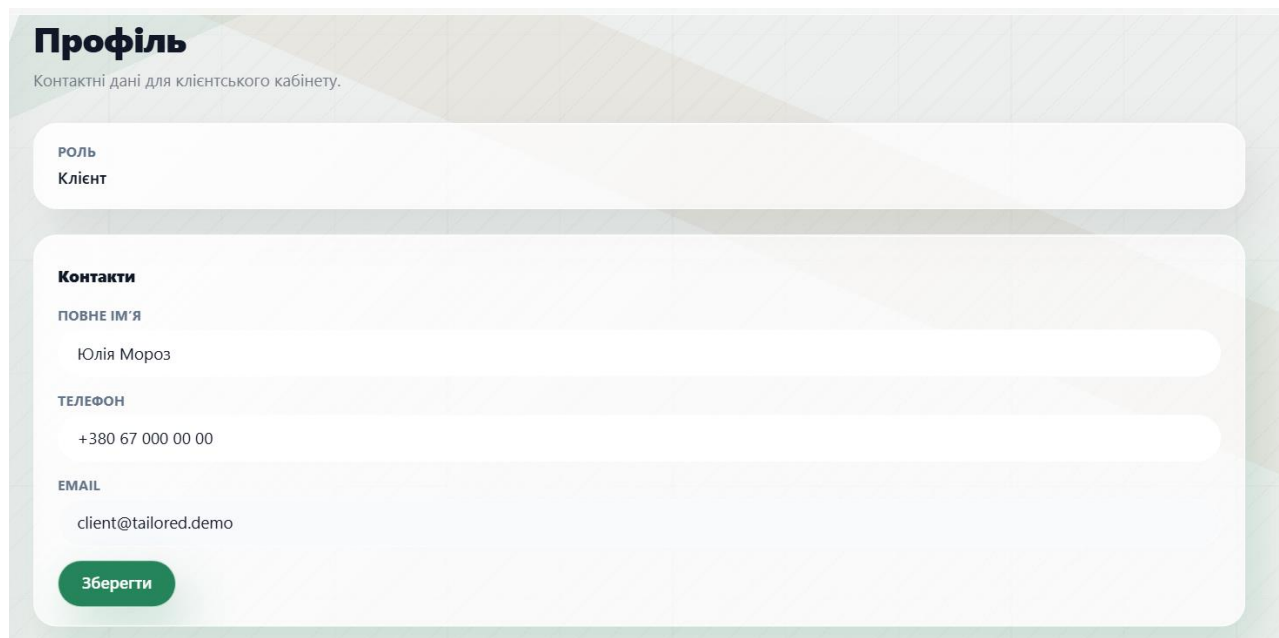 Профіль
Контактні дані для клієнтського кабінету.
РОЛЬ
Клієнт
Контакти
ПОВНЕ ІМ’Я
Юлія Мороз
ТЕЛЕФОН
+380 67 000 00 00
EMAIL
client@tailored.demo
Зберегти